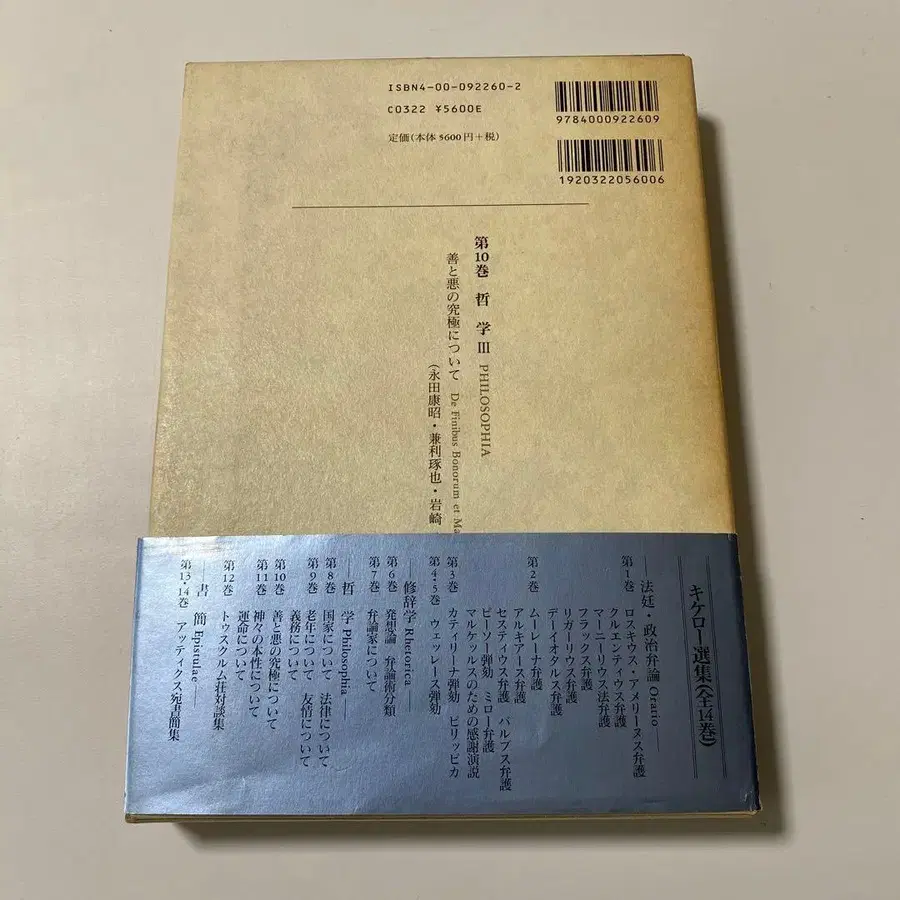 ISBN4-00-092260-2
C0322 ¥5600E
定価(本体 5600円+税)
9784000922609
1920322056006
第10巻 哲 学 III PHILOSOPHIA
善と悪の究極について De Finibus Bonorum et Ma
(永田康昭・兼利琢也・岩崎
キケロー選集(全14巻)
——法廷・政治弁論 Oratio——
第1巻 ロスキウス・アメリーヌス弁護
クルエンティウス弁護
マーニーリウス法弁護
フラックス弁護
リガーリウス弁護
デーイオタルス弁護
第2巻 ムーレーナ弁護
アルキアース弁護
セスティウス弁護 バルブス弁護
ピーソー弾劾 ミロー弁護
マルケッルスのための感謝演説
第3巻 カティリーナ弾劾 ピリッピカ
第4・5巻 ウェッレース弾劾
——修辞学 Rhetorica——
第6巻 発想論 弁論術分類
第7巻 弁論家について
——哲 学 Philosophia——
第8巻 国家について 法律について
第9巻 老年について 友情について
義務について
第10巻 善と悪の究極について
第11巻 神々の本性について
運命について
第12巻 トゥスクルム荘対談集
——書 簡 Epistulae——
第13・14巻 アッティクス宛書簡集